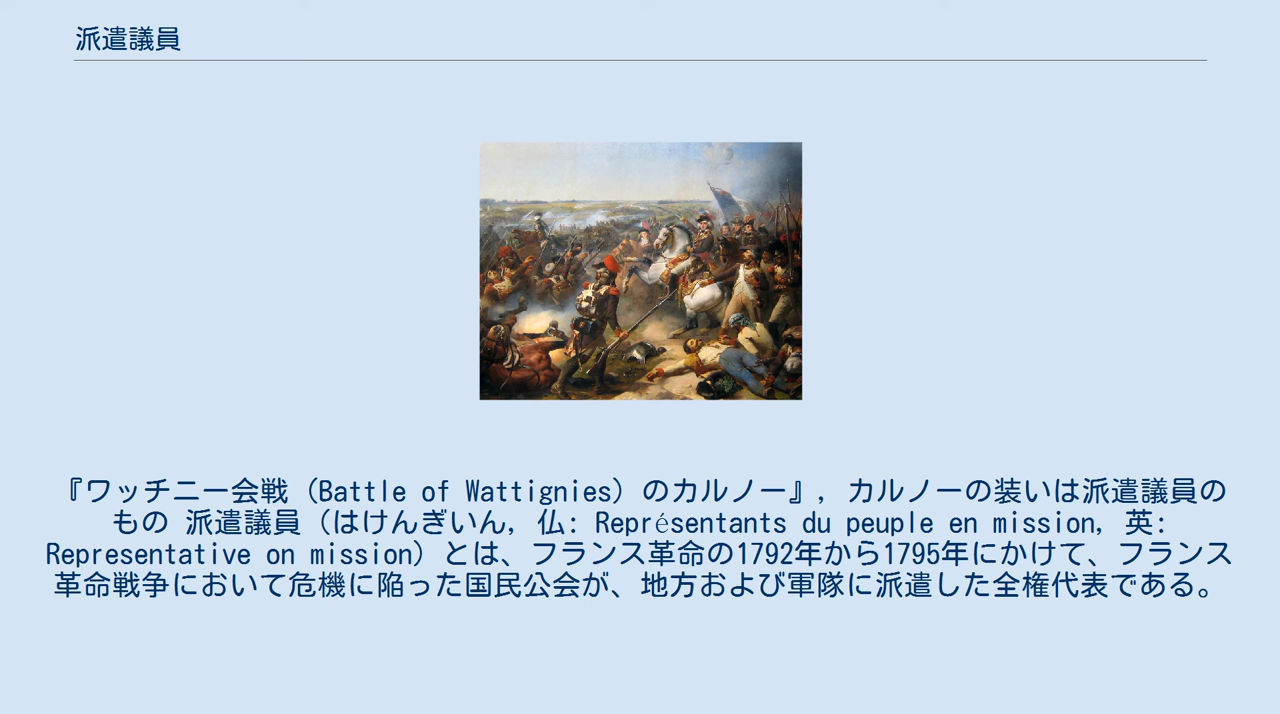 派遣議員
『ワッチニー会戦（Battle of Wattignies）のカルノー』, カルノーの装いは派遣議員の
もの 派遣議員（はけんぎいん, 仏: Représentants du peuple en mission, 英:
Representative on mission）とは、フランス革命の1792年から1795年にかけて、フランス
革命戦争において危機に陥った国民公会が、地方および軍隊に派遣した全権代表である。